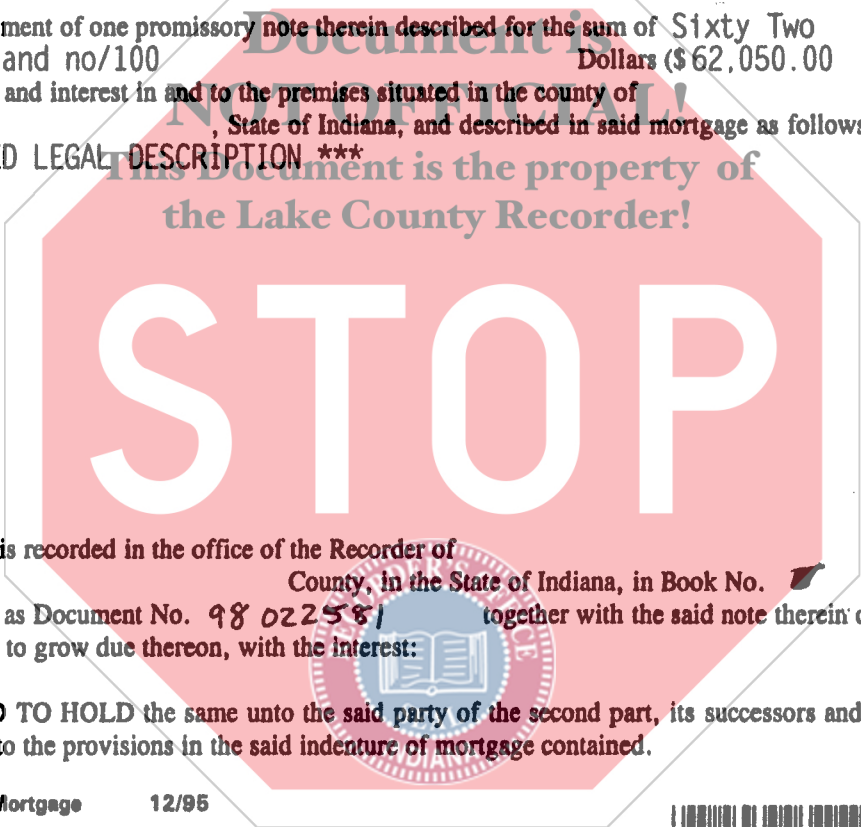 ment of one promissory note therein described for the sum of Sixty Two
and no/100 Dollars ($ 62,050.00
and interest in and to the premises situated in the county of
, State of Indiana, and described in said mortgage as follows
D LEGAL DESCRIPTION ***
Document is
NOT OFFICIAL!
This Document is the property of
the Lake County Recorder!
STOP
is recorded in the office of the Recorder of
County, in the State of Indiana, in Book No.
as Document No. 98 022581 together with the said note therein
to grow due thereon, with the interest:
TO HOLD the same unto the said party of the second part, its successors and
to the provisions in the said indenture of mortgage contained.
Mortgage 12/95
INDIANA